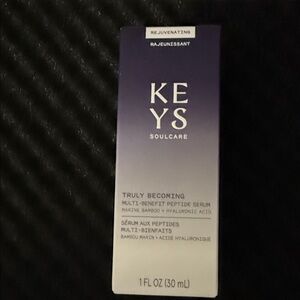 REJUVENATING
RAJEUNISSANT
KE
YS
SOULCARE
TRULY BECOMING
MULTI-BENEFIT PEPTIDE SERUM
MARINE BAMBOO + HYALURONIC ACID
SÉRUM AUX PEPTIDES
MULTI-BIENFAITS
BAMBOU MARIN + ACIDE HYALURONIQUE
1 FL OZ (30 mL)